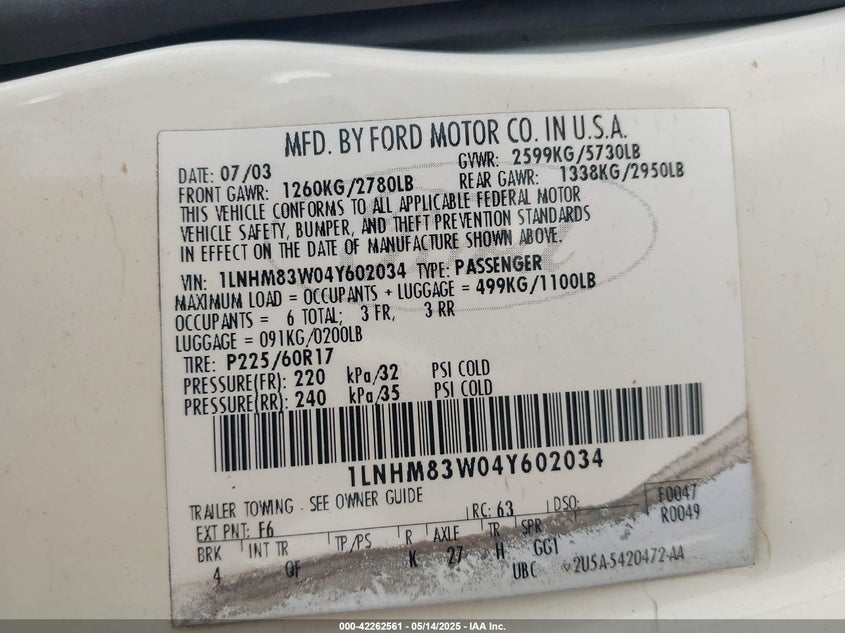 MFD. BY FORD MOTOR CO. IN U.S.A.
DATE: 07/03 GVWR: 2599KG/5730LB
FRONT GAWR: 1260KG/2780LB REAR GAWR: 1338KG/2950LB
THIS VEHICLE CONFORMS TO ALL APPLICABLE FEDERAL MOTOR
VEHICLE SAFETY, BUMPER, AND THEFT PREVENTION STANDARDS
IN EFFECT ON THE DATE OF MANUFACTURE SHOWN ABOVE.
VIN: 1LNHM83W04Y602034 TYPE: PASSENGER
MAXIMUM LOAD = OCCUPANTS + LUGGAGE = 499KG/1100LB
OCCUPANTS = 6 TOTAL; 3 FR, 3 RR
LUGGAGE = 091KG/0200LB
TIRE: P225/60R17
PRESSURE(FR): 220 kPa/32 PSI COLD
PRESSURE(RR): 240 kPa/35 PSI COLD
1LNHM83W04Y602034
TRAILER TOWING - SEE OWNER GUIDE
EXT PNT: F6 RC: 63 DSO: F0047
R0049
BRK INT TR TP/PS R AXLE TR SPR
4 OF K 27 H GG1
UBC 2U5A-5420472-AA
000-42262561 - 05/14/2025 - IAA Inc.